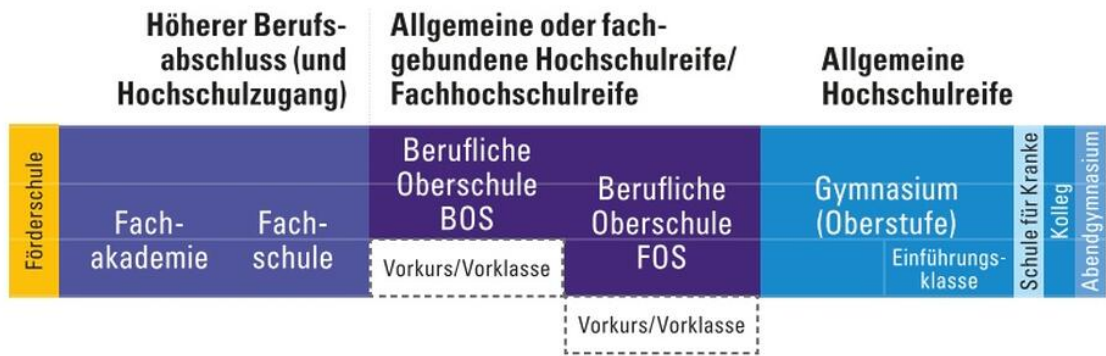 Höherer Berufs-
abschluss (und
Hochschulzugang)
Allgemeine oder fach-
gebundene Hochschulreife/
Fachhochschulreife
Allgemeine
Hochschulreife
Förderschule
Fach-
akademie
Fach-
schule
Berufliche
Oberschule
BOS
Vorkurs/Vorklasse
Berufliche
Oberschule
FOS
Vorkurs/Vorklasse
Gymnasium
(Oberstufe)
Einführungs-
klasse
Schule für Kranke
Kolleg
Abendgymnasium